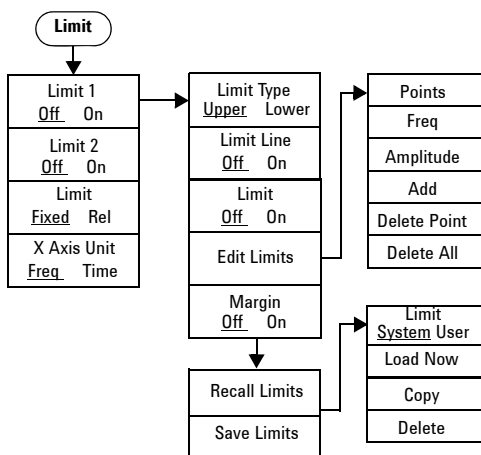 Limit
Limit 1
Off On
Limit 2
Off On
Limit
Fixed Rel
X Axis Unit
Freq Time
Limit Type
Upper Lower
Limit Line
Off On
Limit
Off On
Edit Limits
Margin
Off On
Recall Limits
Save Limits
Points
Freq
Amplitude
Add
Delete Point
Delete All
Limit
System User
Load Now
Copy
Delete